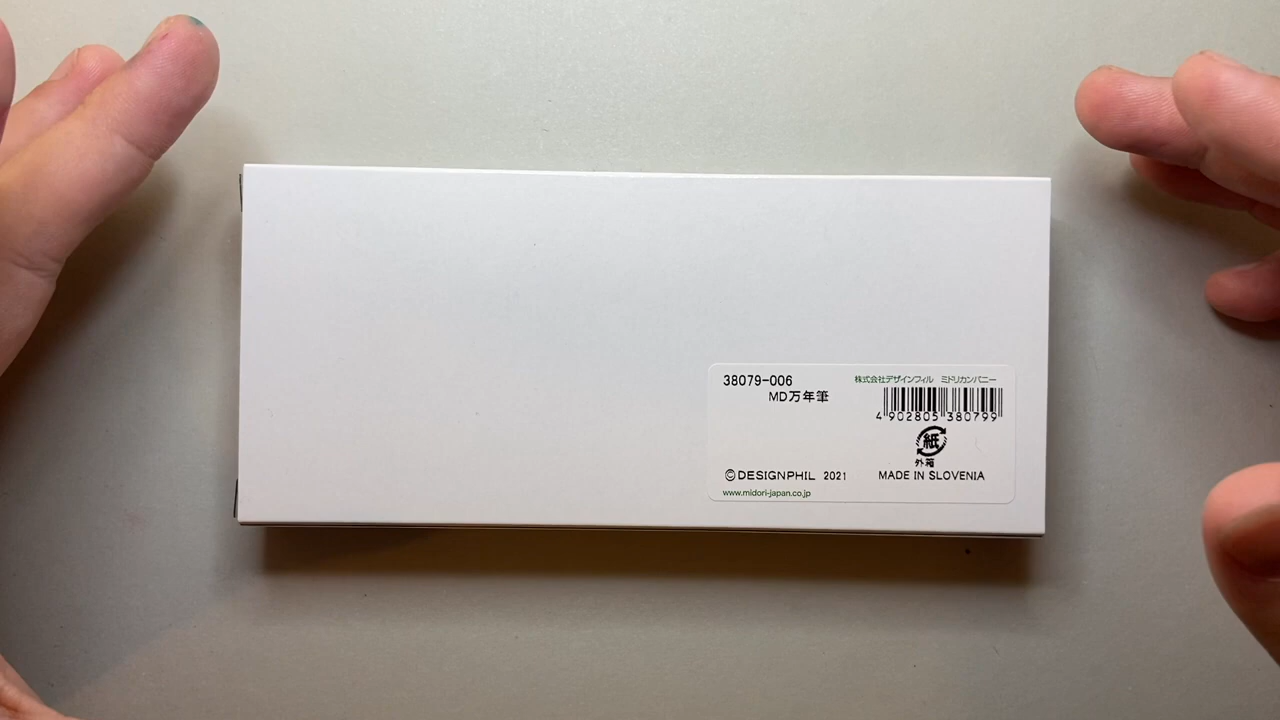 38079-006
株式会社デザインフィル ミドリカンパニー
MD万年筆
4 902805 380799
紙
外箱
©DESIGNPHIL 2021
MADE IN SLOVENIA
www.midori-japan.co.jp